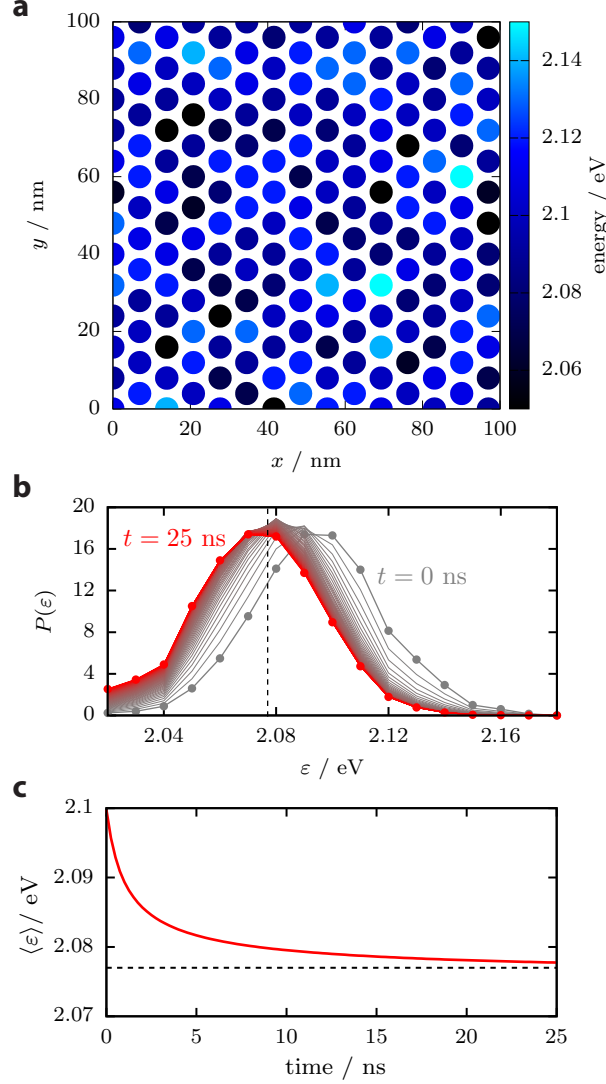 a
100
80
60
40
20
0
y / nm
0 20 40 60 80 100
x / nm
2.14
2.12
2.1
2.08
2.06
energy / eV
b
20
16
12
8
4
0
P(ε)
t = 25 ns
t = 0 ns
2.04 2.08 2.12 2.16
ε / eV
c
2.1
2.09
2.08
2.07
⟨ε⟩/ eV
0 5 10 15 20 25
time / ns